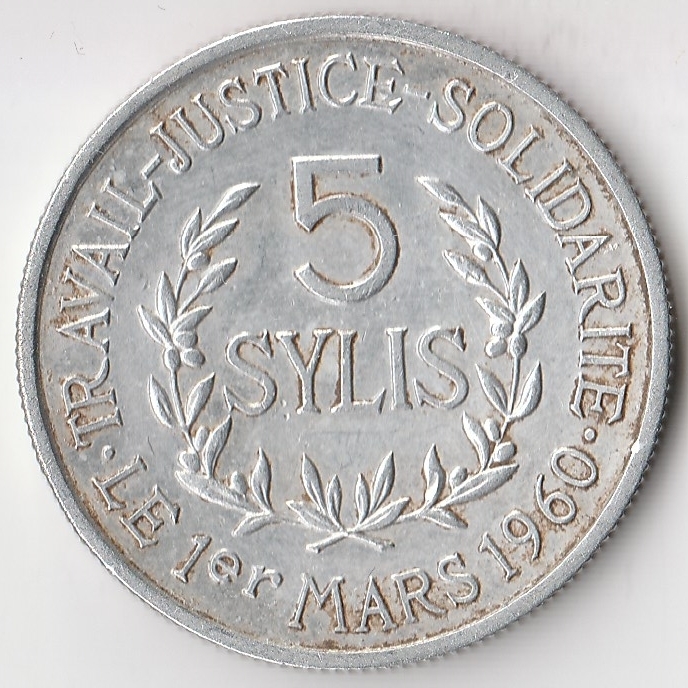 TRAVAIL-JUSTICE-SOLIDARITE
5
SYLIS
·LE 1er MARS 1960·